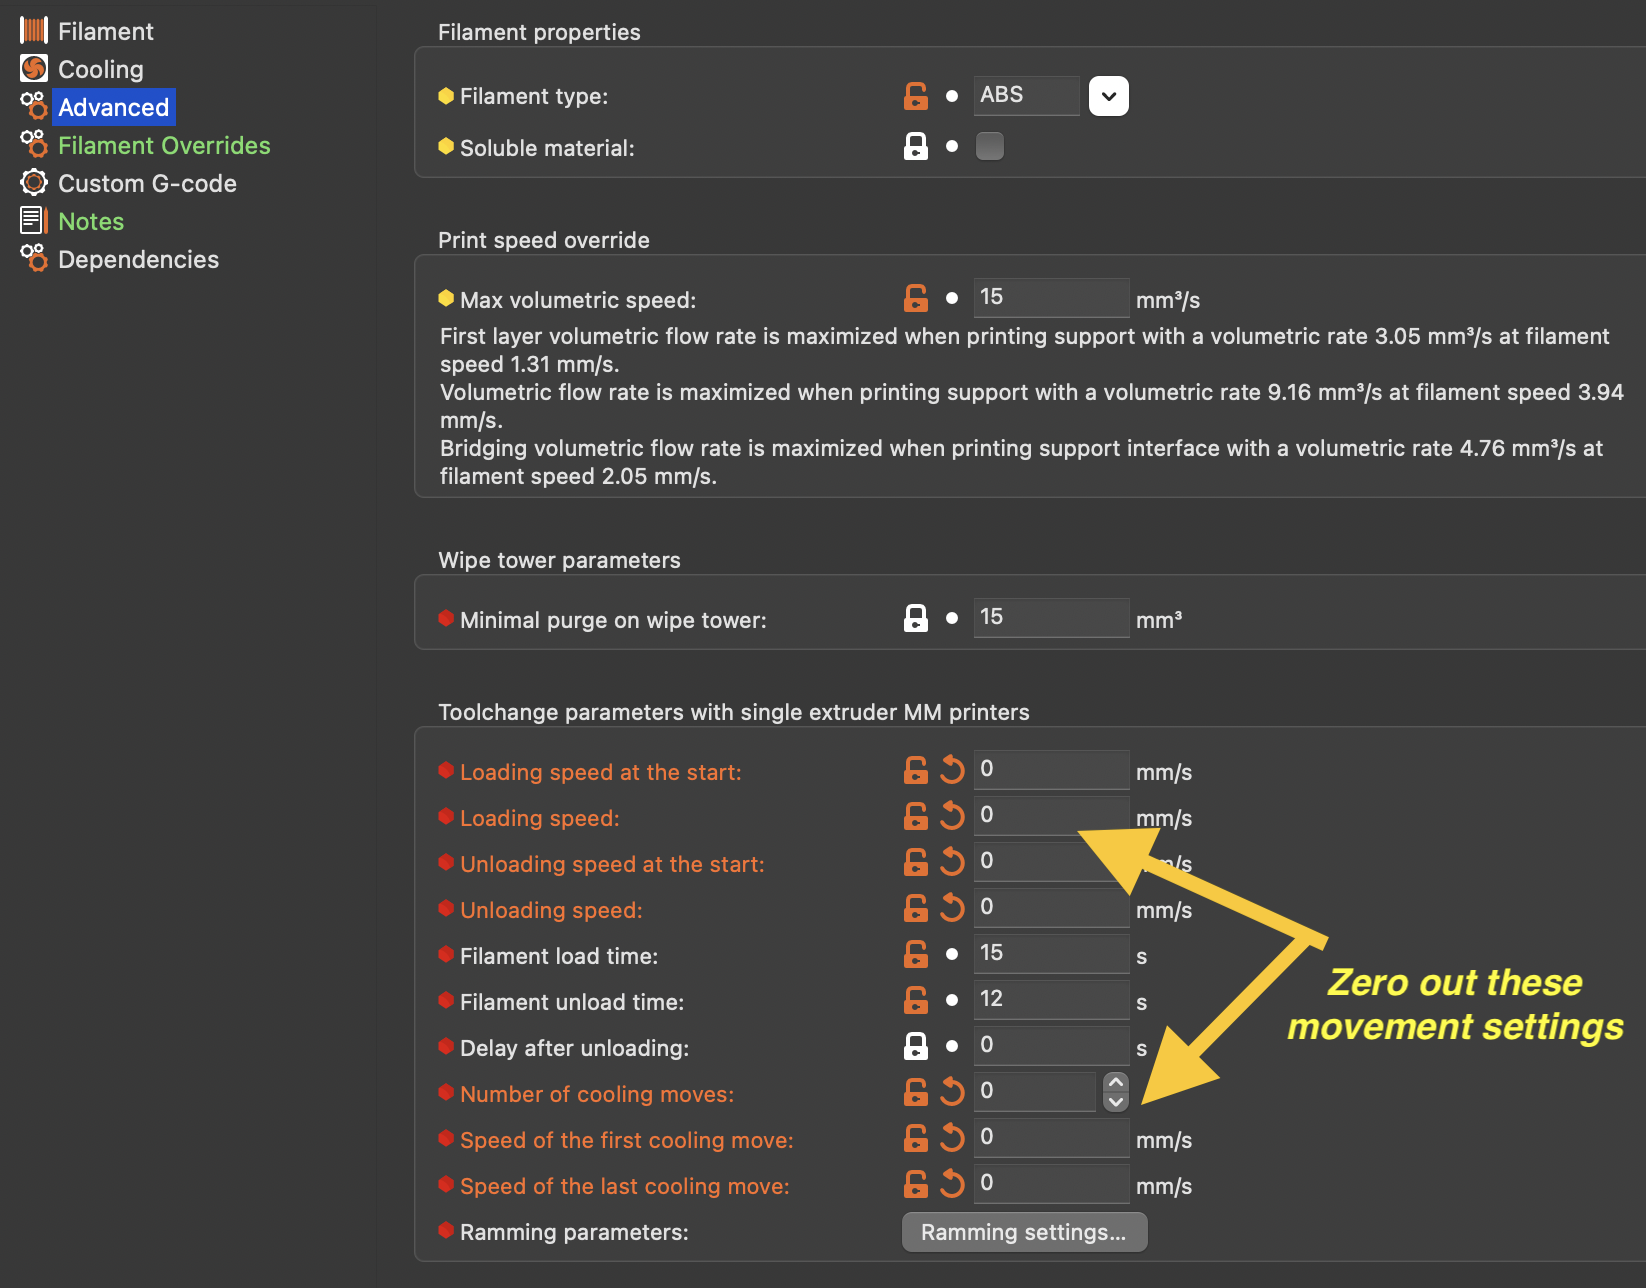 Filament
Cooling
Advanced
Filament Overrides
Custom G-code
Notes
Dependencies
Filament properties
Filament type: ABS
Soluble material:
Print speed override
Max volumetric speed: 15 mm³/s
First layer volumetric flow rate is maximized when printing support with a volumetric rate 3.05 mm³/s at filament
speed 1.31 mm/s.
Volumetric flow rate is maximized when printing support with a volumetric rate 9.16 mm³/s at filament speed 3.94
mm/s.
Bridging volumetric flow rate is maximized when printing support interface with a volumetric rate 4.76 mm³/s at
filament speed 2.05 mm/s.
Wipe tower parameters
Minimal purge on wipe tower: 15 mm³
Toolchange parameters with single extruder MM printers
Loading speed at the start: 0 mm/s
Loading speed: 0 mm/s
Unloading speed at the start: 0 mm/s
Unloading speed: 0 mm/s
Filament load time: 15 s
Filament unload time: 12 s
Delay after unloading: 0 s
Number of cooling moves: 0
Speed of the first cooling move: 0 mm/s
Speed of the last cooling move: 0 mm/s
Ramming parameters: Ramming settings...
Zero out these
movement settings